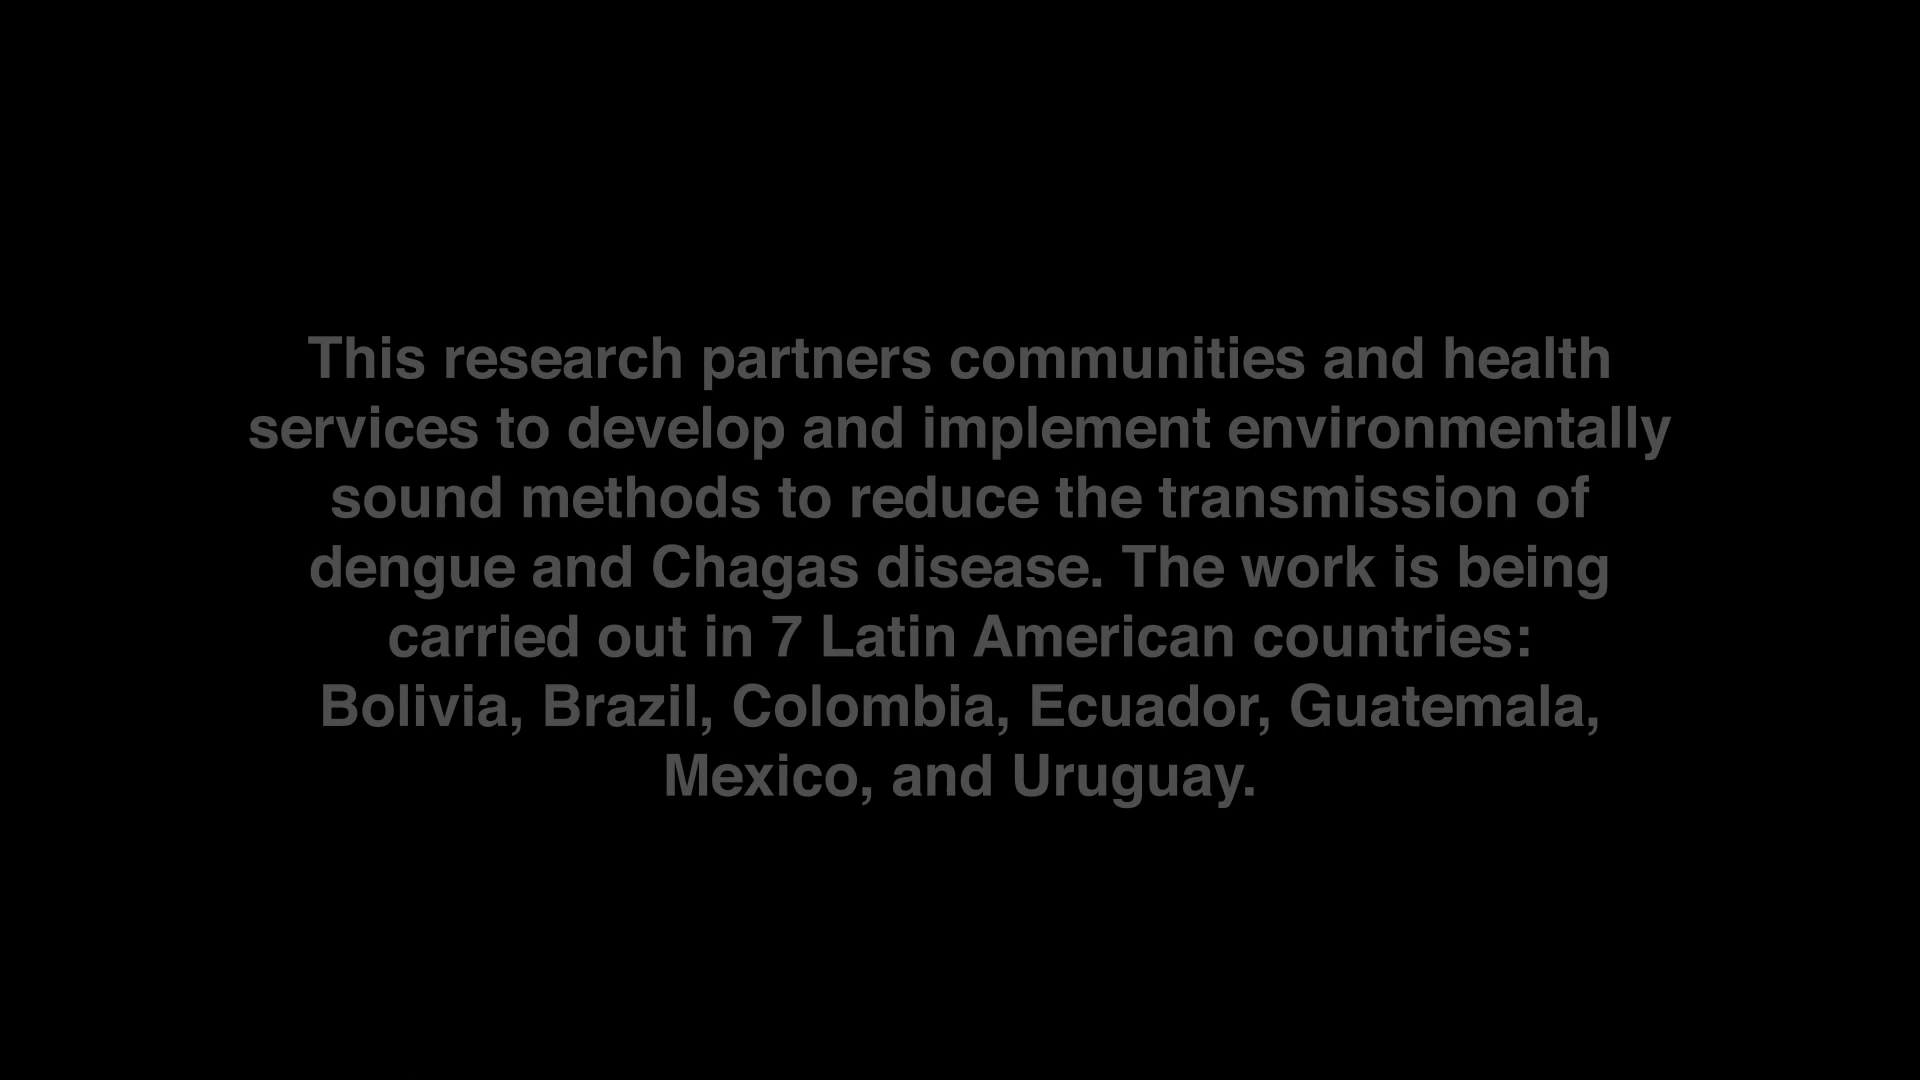 This research partners communities and health
services to develop and implement environmentally
sound methods to reduce the transmission of
dengue and Chagas disease. The work is being
carried out in 7 Latin American countries:
Bolivia, Brazil, Colombia, Ecuador, Guatemala,
Mexico, and Uruguay.